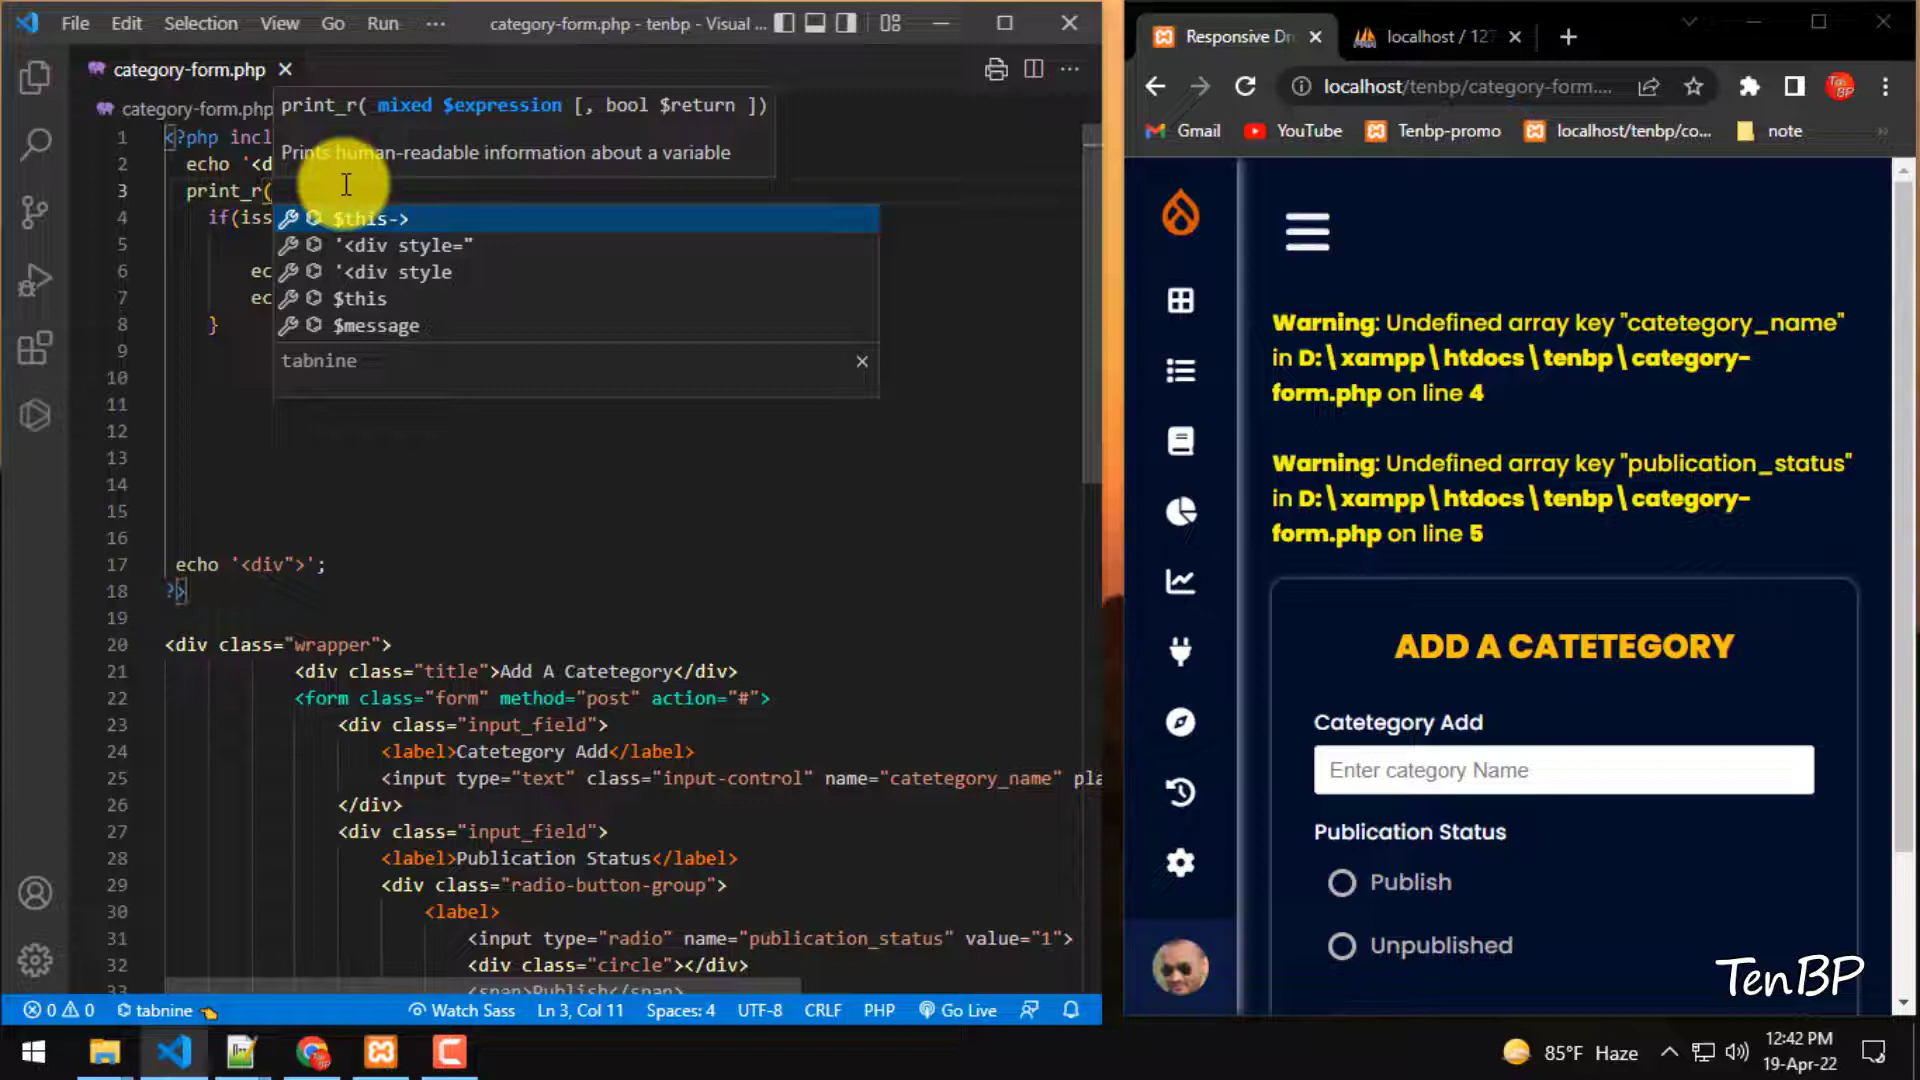 File Edit Selection View Go Run ··· category-form.php - tenbp - Visual ...
category-form.php
category-form.php
print_r( mixed $expression [, bool $return ])
Prints human-readable information about a variable
1 <?php incl
2 echo '<d
3 print_r(
4 if(iss
$this->
5 '<div style="
6 ec '<div style
7 ec $this
8 } $message
9 tabnine
10
11
12
13
14
15
16
17 echo '<div">';
18 ?>
19
20 <div class="wrapper">
21 <div class="title">Add A Catetegory</div>
22 <form class="form" method="post" action="#">
23 <div class="input_field">
24 <label>Catetegory Add</label>
25 <input type="text" class="input-control" name="catetegory_name" pla
26 </div>
27 <div class="input_field">
28 <label>Publication Status</label>
29 <div class="radio-button-group">
30 <label>
31 <input type="radio" name="publication_status" value="1">
32 <div class="circle"></div>
33 <span>Publish</span>
0 0 tabnine Watch Sass Ln 3, Col 11 Spaces: 4 UTF-8 CRLF PHP Go Live
Responsive Dr localhost / 127
localhost/tenbp/category-form....
Gmail YouTube Tenbp-promo localhost/tenbp/co... note
Warning: Undefined array key "catetegory_name"
in D:\xampp\htdocs\tenbp\category-
form.php on line 4
Warning: Undefined array key "publication_status"
in D:\xampp\htdocs\tenbp\category-
form.php on line 5
ADD A CATETEGORY
Catetegory Add
Enter category Name
Publication Status
Publish
Unpublished
TenBP
85°F Haze
12:42 PM
19-Apr-22